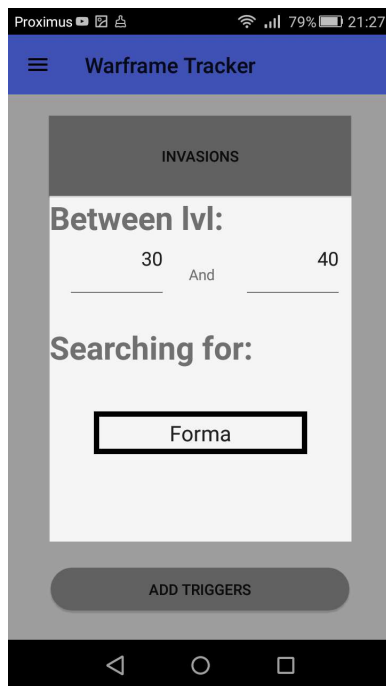 Proximus 79% 21:27
Warframe Tracker
INVASIONS
Between lvl:
30 And 40
Searching for:
Forma
ADD TRIGGERS